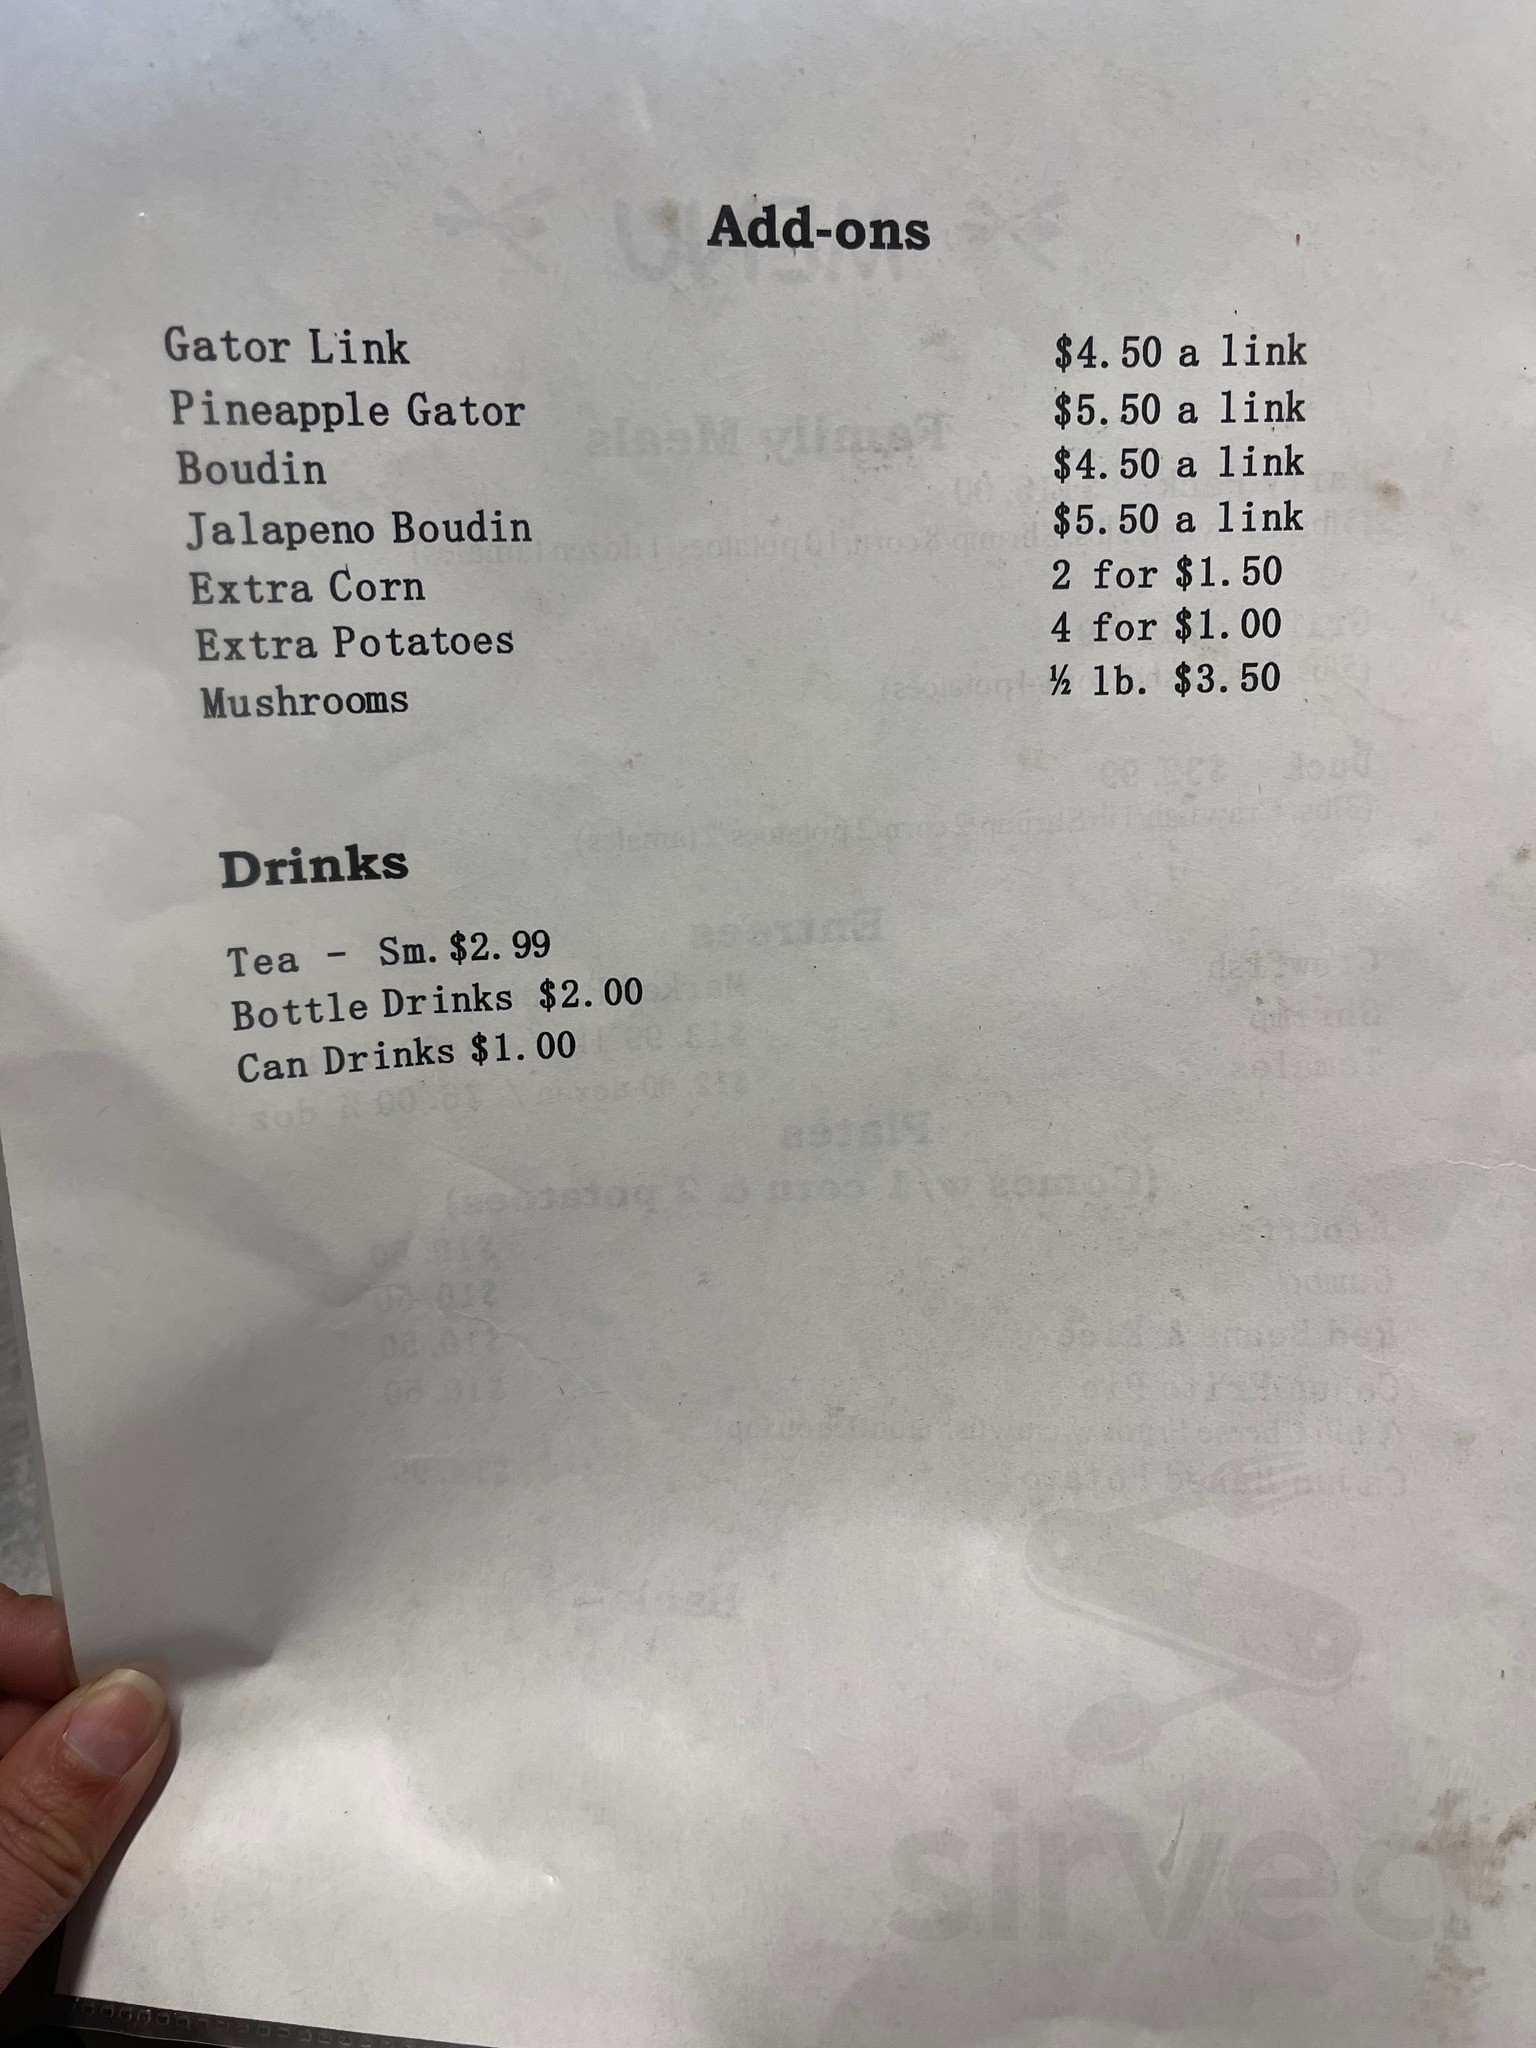 Add-ons
Gator Link $4.50 a link
Pineapple Gator $5.50 a link
Boudin $4.50 a link
Jalapeno Boudin $5.50 a link
Extra Corn 2 for $1.50
Extra Potatoes 4 for $1.00
Mushrooms ½ lb. $3.50
Drinks
Tea - Sm. $2.99
Bottle Drinks $2.00
Can Drinks $1.00
sirved